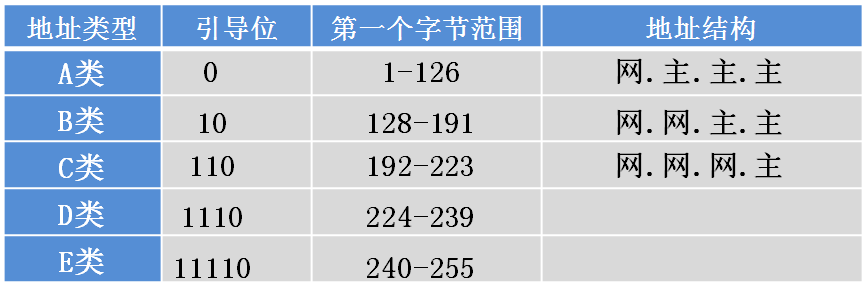 地址类型 引导位 第一个字节范围 地址结构
A类 0 1-126 网.主.主.主
B类 10 128-191 网.网.主.主
C类 110 192-223 网.网.网.主
D类 1110 224-239
E类 11110 240-255